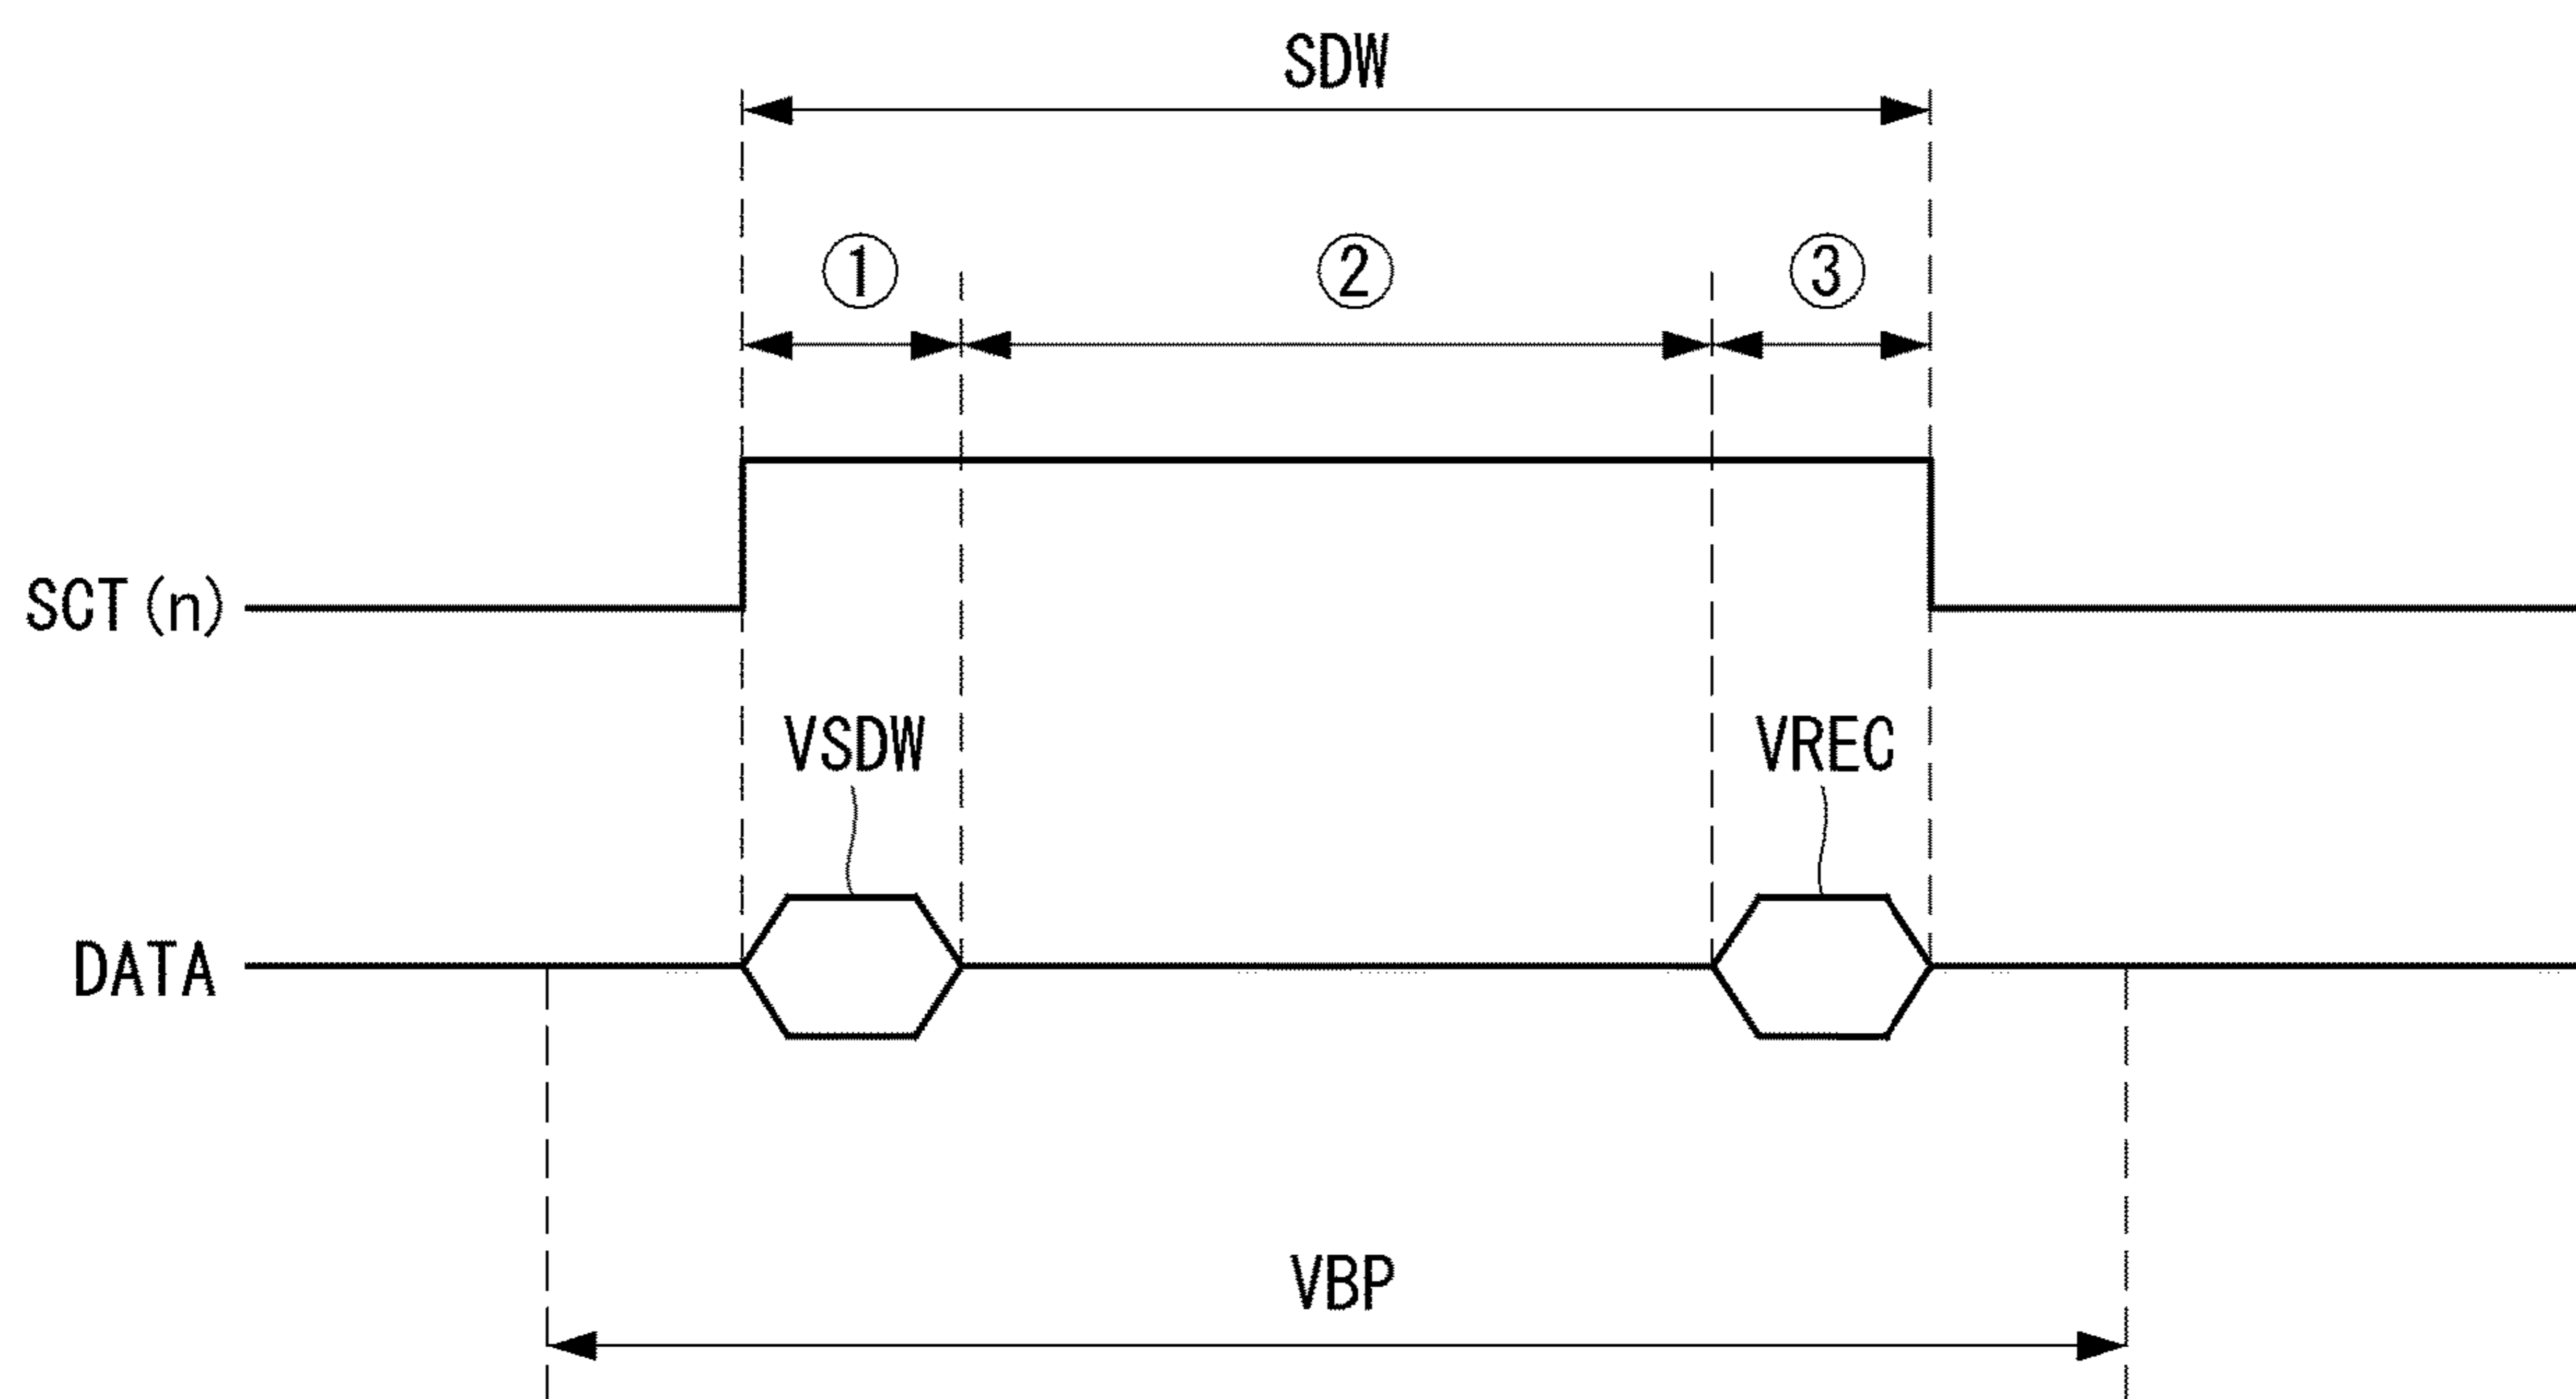 SDW
① ② ③
SCT(n)
VSDW VREC
DATA
VBP